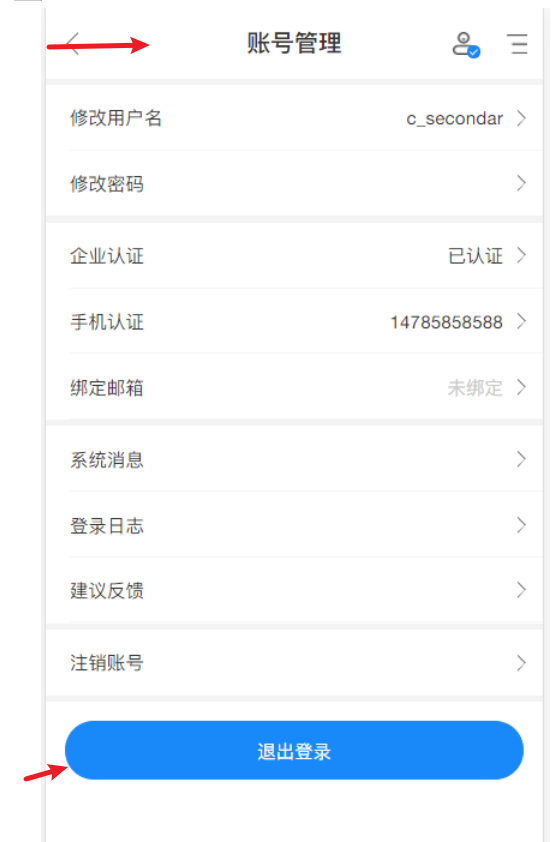 账号管理
修改用户名 c_secondar
修改密码
企业认证 已认证
手机认证 14785858588
绑定邮箱 未绑定
系统消息
登录日志
建议反馈
注销账号
退出登录